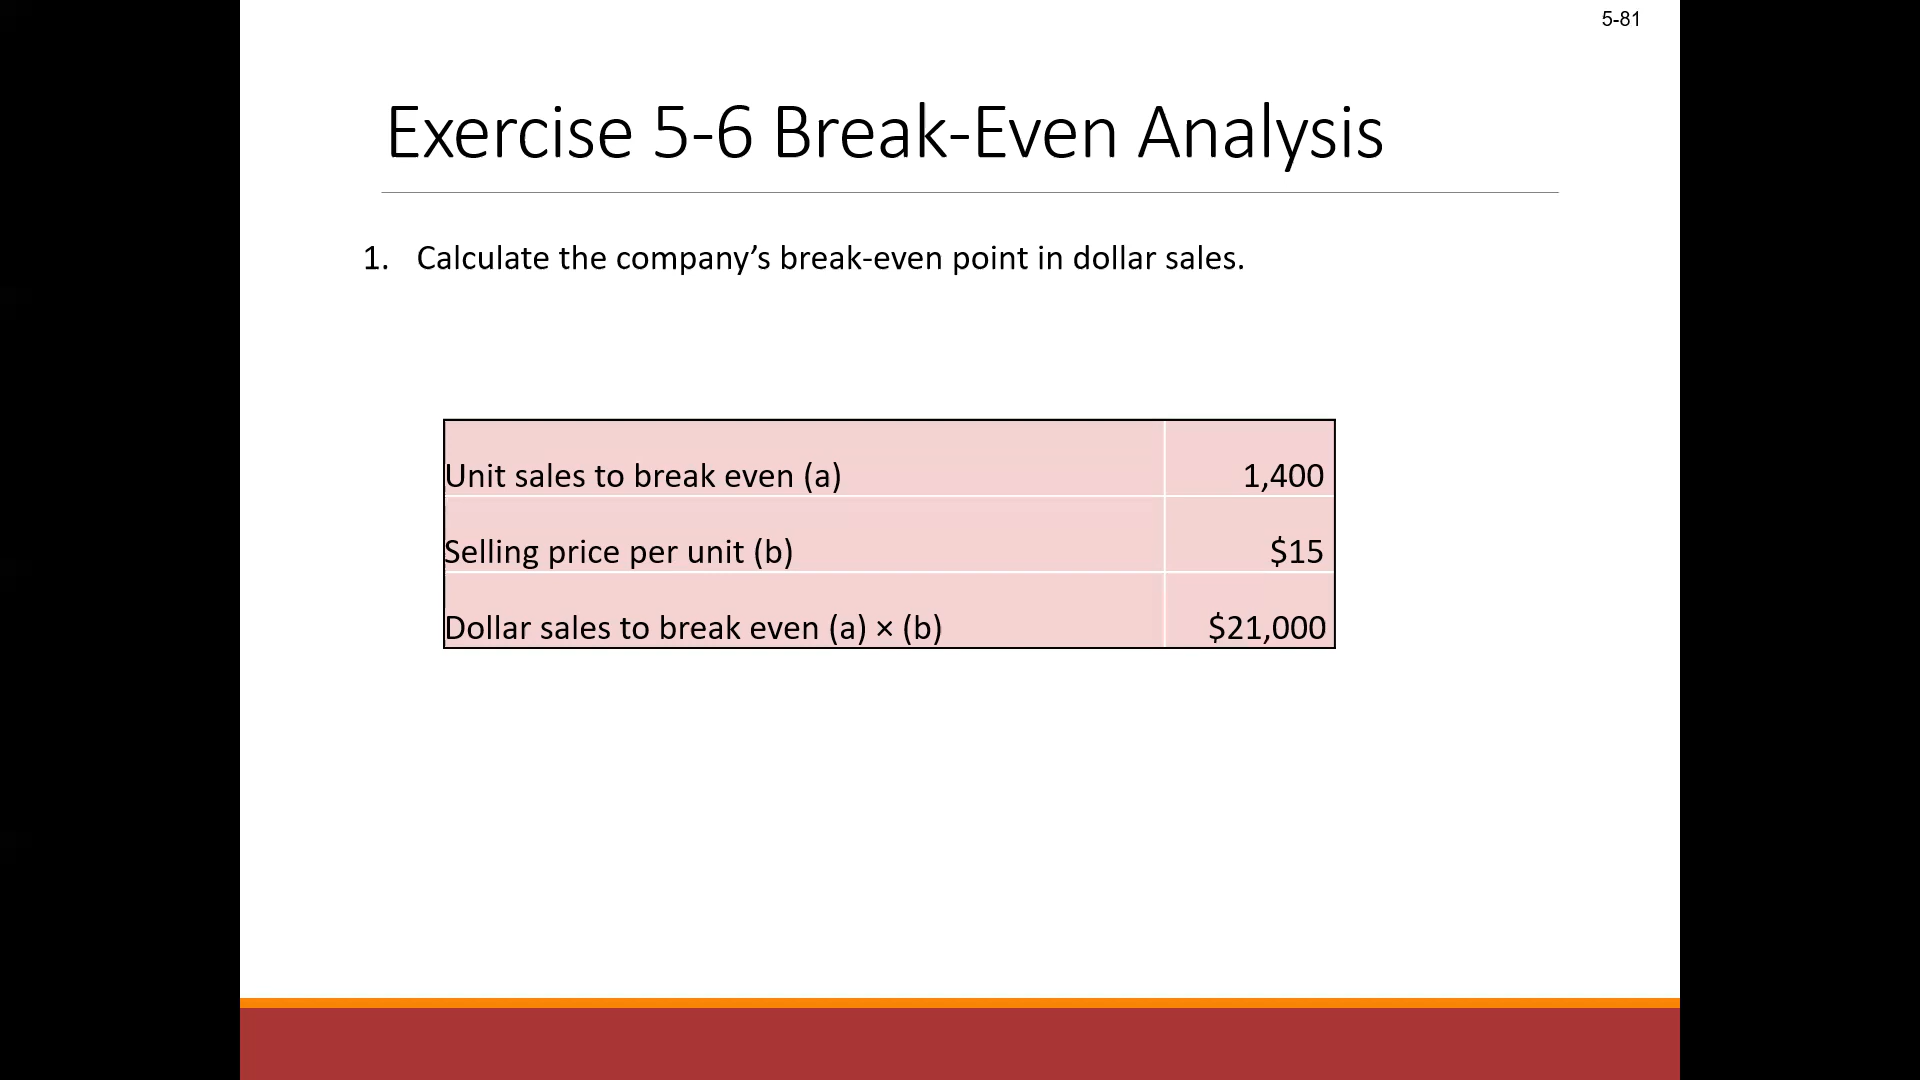 5-81
Exercise 5-6 Break-Even Analysis
1. Calculate the company’s break-even point in dollar sales.
Unit sales to break even (a) 1,400
Selling price per unit (b) $15
Dollar sales to break even (a) × (b) $21,000